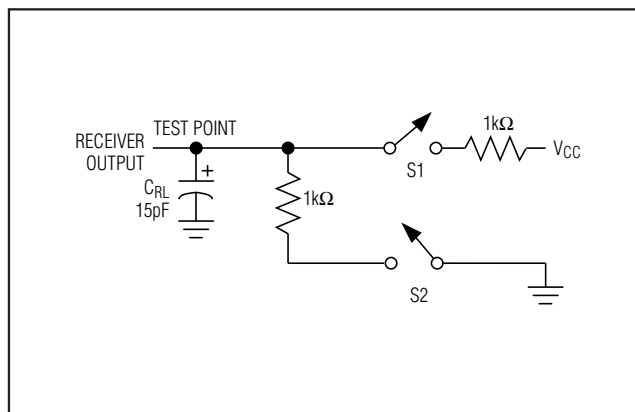 RECEIVER
OUTPUT
TEST POINT
+
C_RL
15pF
1kΩ
S1
1kΩ
V_CC
S2